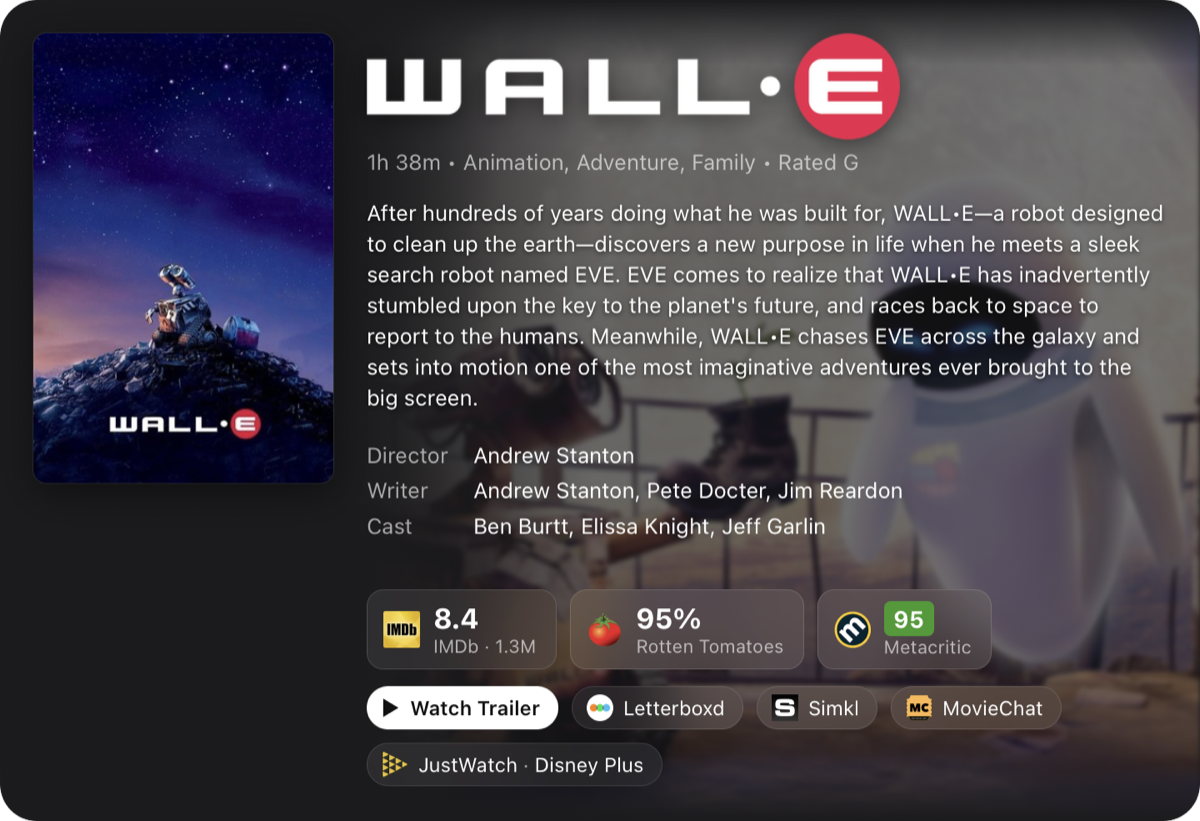 WALL•E
WALL•E
1h 38m • Animation, Adventure, Family • Rated G
After hundreds of years doing what he was built for, WALL•E—a robot designed
to clean up the earth—discovers a new purpose in life when he meets a sleek
search robot named EVE. EVE comes to realize that WALL•E has inadvertently
stumbled upon the key to the planet's future, and races back to space to
report to the humans. Meanwhile, WALL•E chases EVE across the galaxy and
sets into motion one of the most imaginative adventures ever brought to the
big screen.
Director Andrew Stanton
Writer Andrew Stanton, Pete Docter, Jim Reardon
Cast Ben Burtt, Elissa Knight, Jeff Garlin
IMDb 8.4 95% m 95
IMDb · 1.3M Rotten Tomatoes Metacritic
Watch Trailer Letterboxd S Simkl MC MovieChat
JustWatch · Disney Plus